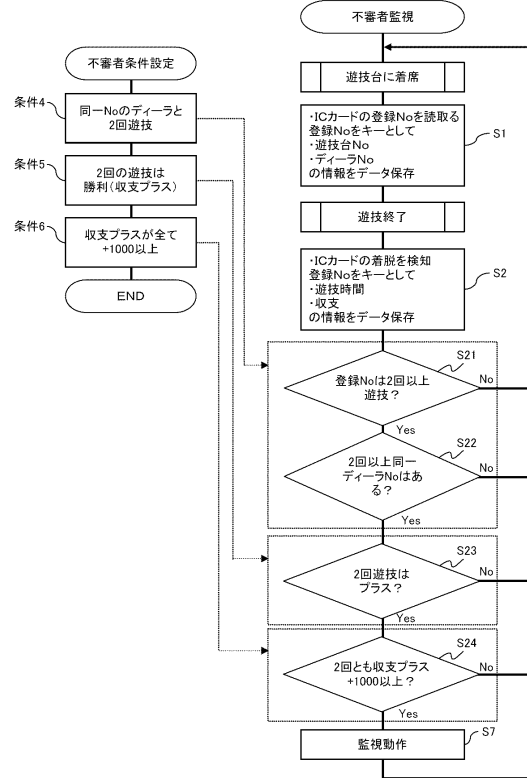 不審者条件設定
条件4
同一Noのディーラと
2回遊技
条件5
2回の遊技は
勝利(収支プラス)
条件6
収支プラスが全て
+1000以上
END
不審者監視
遊技台に着席
・ICカードの登録Noを読取る
登録Noをキーとして
・遊技台No
・ディーラNo
の情報をデータ保存
S1
遊技終了
・ICカードの着脱を検知
登録Noをキーとして
・遊技時間
・収支
の情報をデータ保存
S2
S21
登録Noは2回以上
遊技？
No
Yes
S22
2回以上同一
ディーラNoはあ
る？
No
Yes
S23
2回遊技は
プラス？
No
Yes
S24
2回とも収支プラス
+1000以上？
No
Yes
監視動作
S7